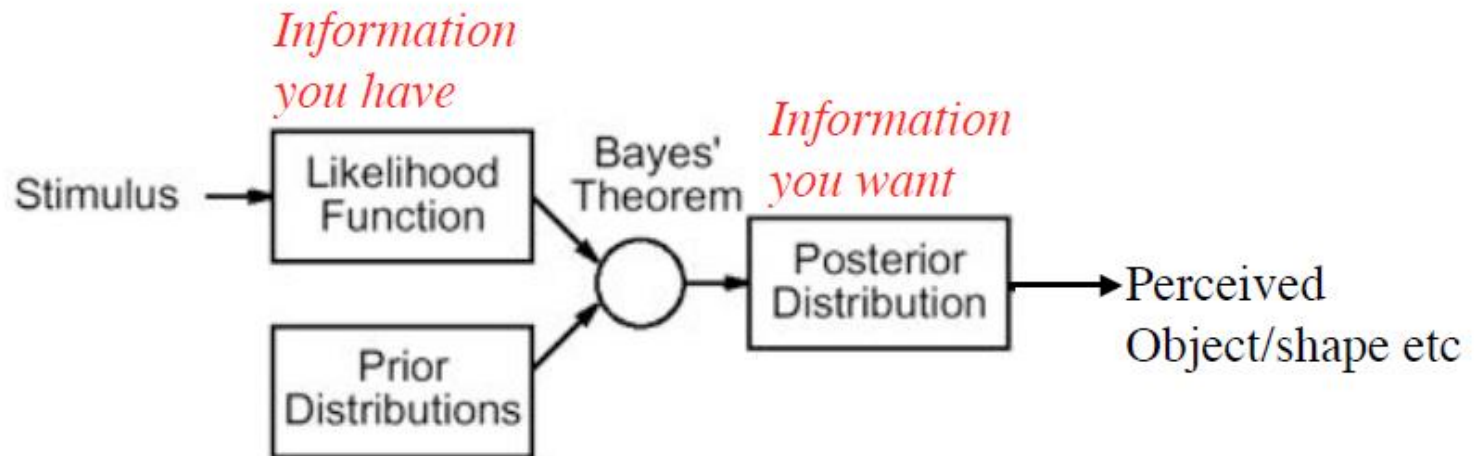 Information
you have
Stimulus
Likelihood
Function
Prior
Distributions
Bayes'
Theorem
Information
you want
Posterior
Distribution
Perceived
Object/shape etc